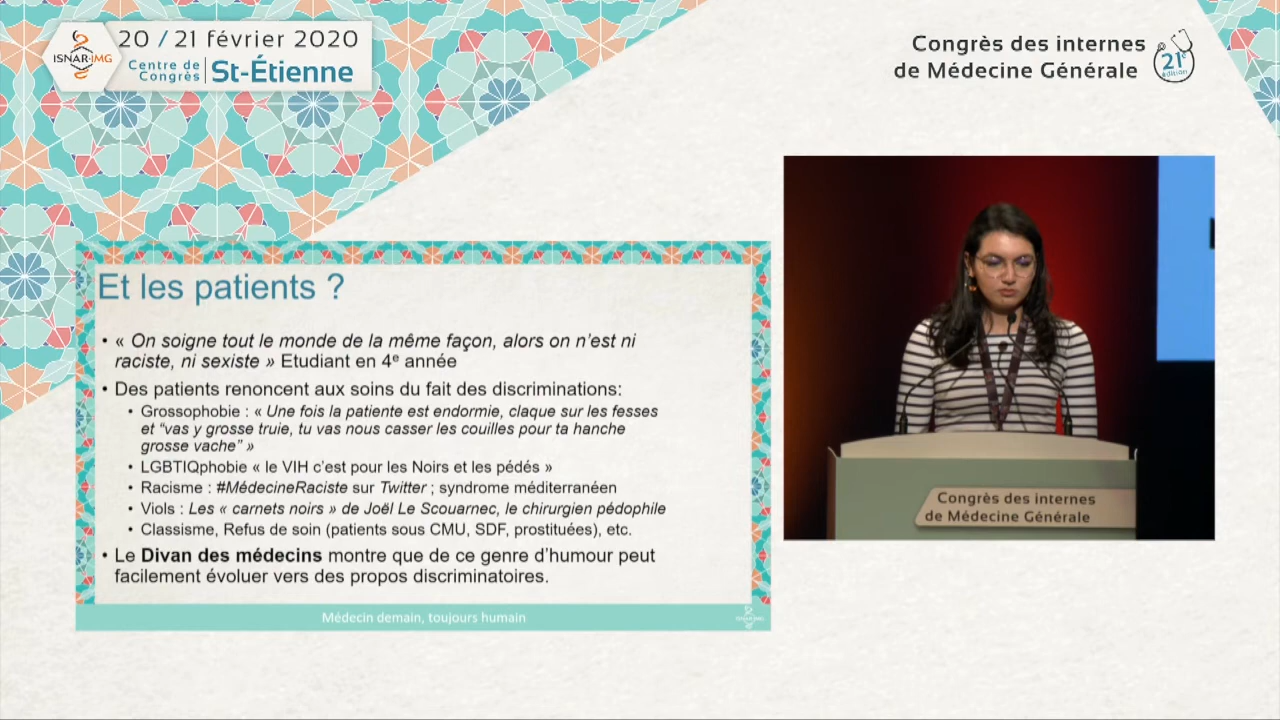 ISNAR-IMG
20 / 21 février 2020
Centre de
Congrès
St-Étienne
Congrès des internes
de Médecine Générale
21e
édition
Et les patients ?
• « On soigne tout le monde de la même façon, alors on n’est ni
raciste, ni sexiste » Etudiant en 4e année
• Des patients renoncent aux soins du fait des discriminations:
• Grossophobie : « Une fois la patiente est endormie, claque sur les fesses
et “vas y grosse truie, tu vas nous casser les couilles pour ta hanche
grosse vache” »
• LGBTIQphobie « le VIH c’est pour les Noirs et les pédés »
• Racisme : #MédecineRaciste sur Twitter ; syndrome méditerranéen
• Viols : Les « carnets noirs » de Joël Le Scouarnec, le chirurgien pédophile
• Classisme, Refus de soin (patients sous CMU, SDF, prostituées), etc.
• Le Divan des médecins montre que de ce genre d’humour peut
facilement évoluer vers des propos discriminatoires.
Médecin demain, toujours humain
ISNAR-IMG
Congrès des internes
de Médecine Générale